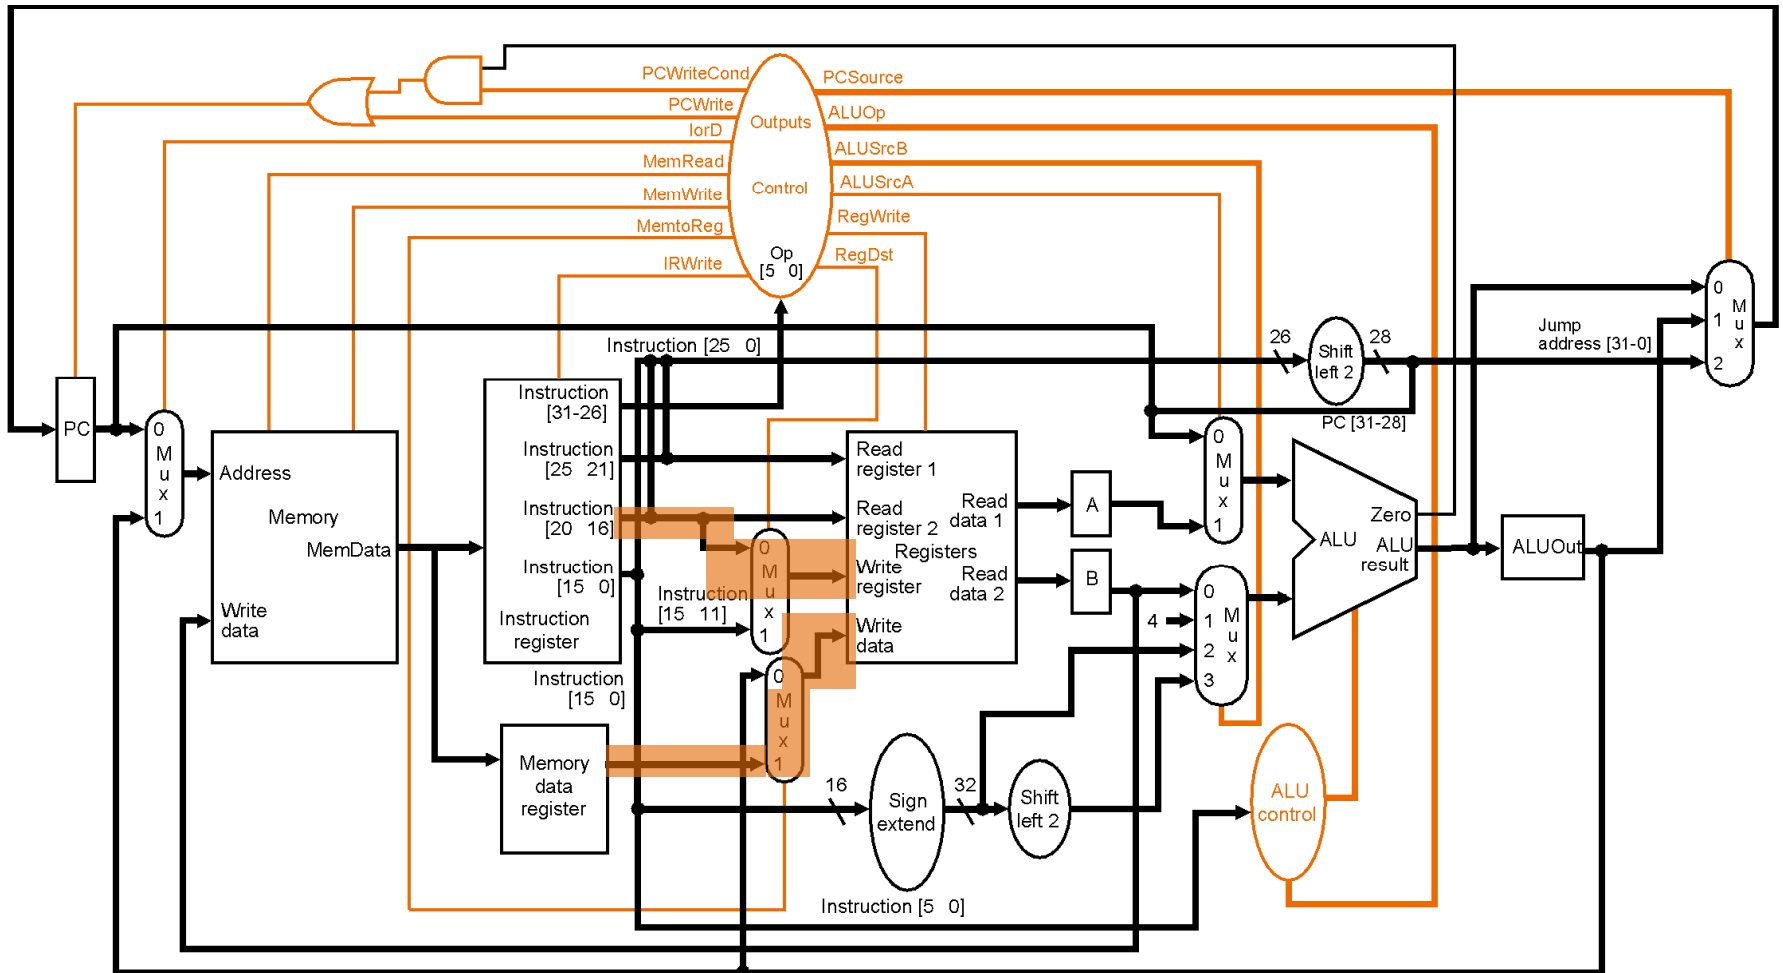 PCWriteCond
PCSource
PCWrite
ALUOp
Outputs
IorD
ALUSrcB
MemRead
ALUSrcA
Control
MemWrite
RegWrite
MemtoReg
Op
[5 0]
RegDst
IRWrite
0
1
2
M
u
x
Jump
address [31-0]
26
28
Shift
left 2
Instruction [25 0]
PC [31-28]
PC
0
M
u
x
1
Address
Memory
MemData
Write
data
Instruction
[31-26]
Instruction
[25 21]
Instruction
[20 16]
Instruction
[15 0]
Instruction
register
Instruction
[15 11]
0
M
u
x
1
Read
register 1
Read
register 2
Registers
Write
register
Write
data
Read
data 1
Read
data 2
A
B
0
M
u
x
1
4
0
1
2
3
M
u
x
Zero
ALU
ALU
result
ALUOut
Instruction
[15 0]
0
M
u
x
1
Memory
data
register
16
Sign
extend
32
Shift
left 2
ALU
control
Instruction [5 0]